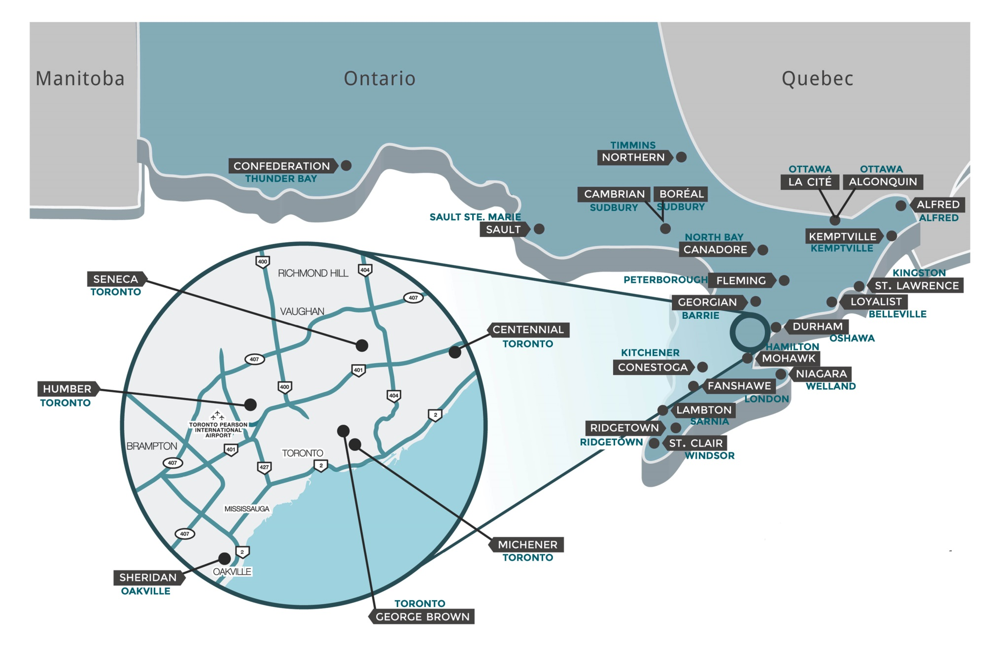 Manitoba
Ontario
Quebec
TIMMINS
NORTHERN
CONFEDERATION
THUNDER BAY
OTTAWA
LA CITÉ
OTTAWA
ALGONQUIN
CAMBRIAN
SUDBURY
BORÉAL
SUDBURY
ALFRED
ALFRED
SAULT STE. MARIE
SAULT
KEMPTVILLE
KEMPTVILLE
NORTH BAY
CANADORE
KINGSTON
ST. LAWRENCE
PETERBOROUGH
FLEMING
GEORGIAN
BARRIE
LOYALIST
BELLEVILLE
DURHAM
OSHAWA
HAMILTON
MOHAWK
KITCHENER
CONESTOGA
NIAGARA
WELLAND
FANSHAWE
LONDON
LAMBTON
SARNIA
RIDGETOWN
RIDGETOWN
ST. CLAIR
WINDSOR
SENECA
TORONTO
400
RICHMOND HILL
404
407
VAUGHAN
CENTENNIAL
TORONTO
407
401
HUMBER
TORONTO
400
404
2
TORONTO PEARSON
INTERNATIONAL
AIRPORT
BRAMPTON
401
407
427
TORONTO
2
MISSISSAUGA
407
2
MICHENER
TORONTO
OAKVILLE
SHERIDAN
OAKVILLE
TORONTO
GEORGE BROWN